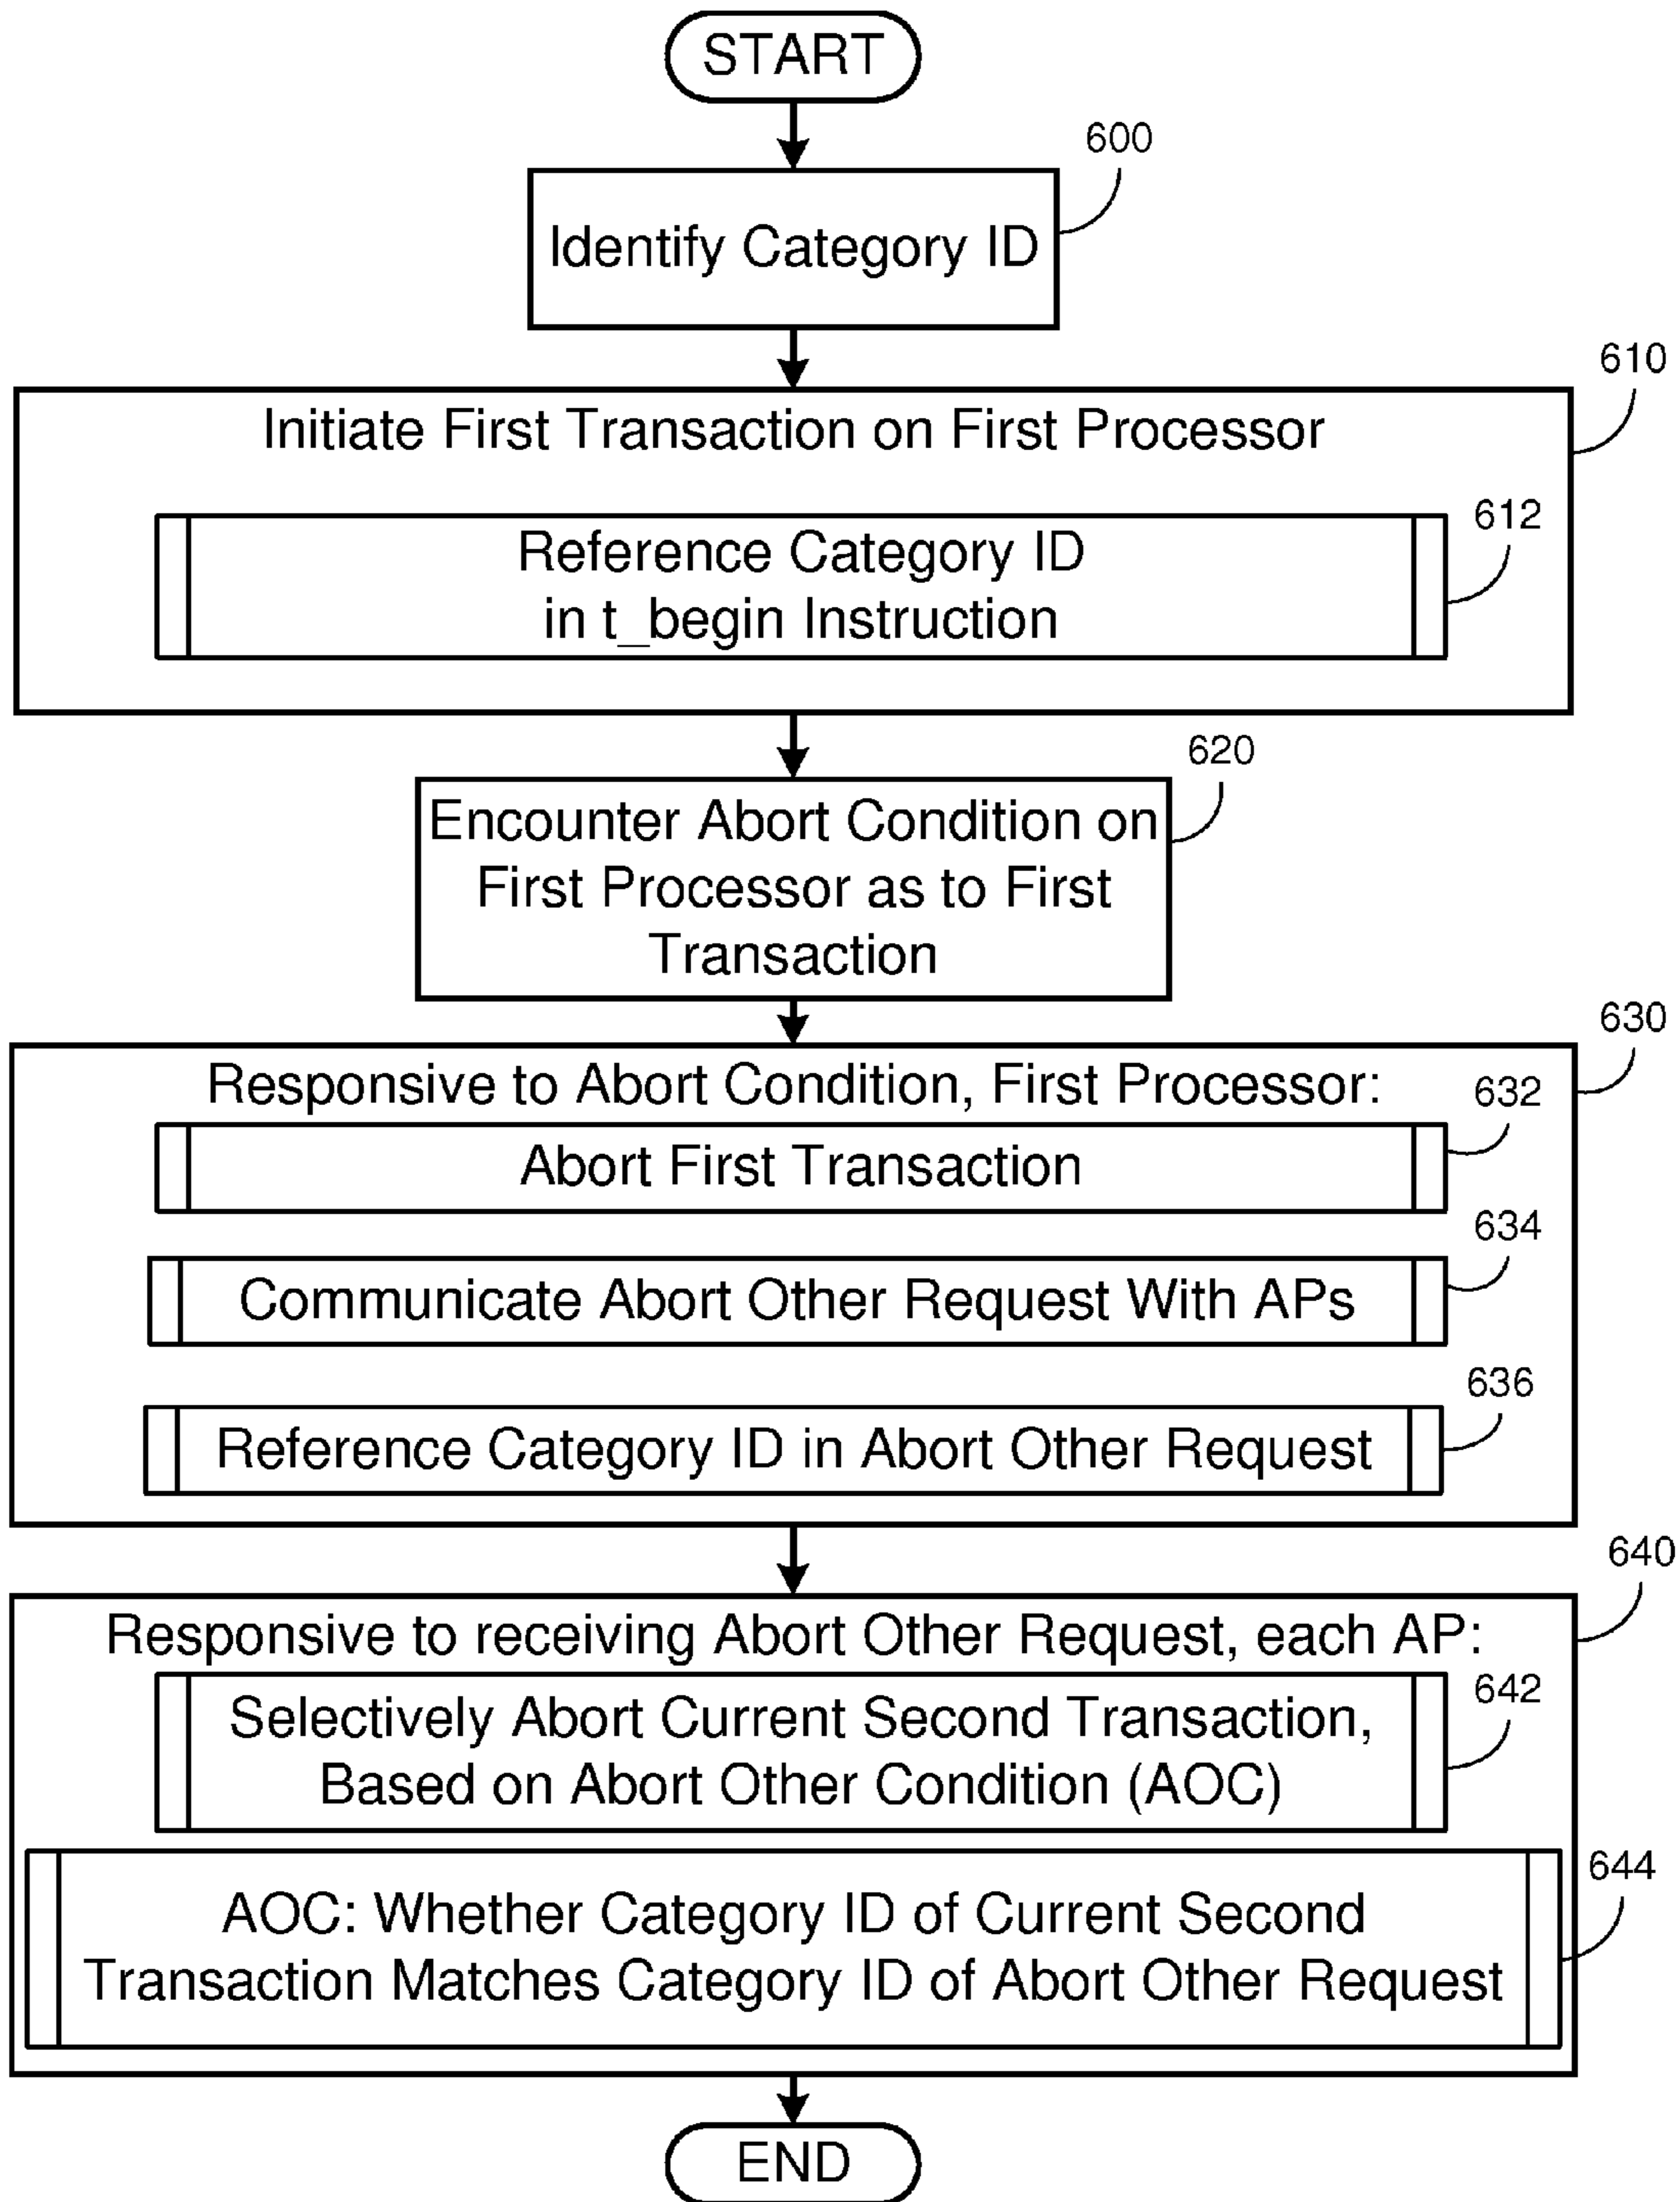 START
600
Identify Category ID
610
Initiate First Transaction on First Processor
612
Reference Category ID
in t_begin Instruction
620
Encounter Abort Condition on
First Processor as to First
Transaction
630
Responsive to Abort Condition, First Processor:
632
Abort First Transaction
634
Communicate Abort Other Request With APs
636
Reference Category ID in Abort Other Request
640
Responsive to receiving Abort Other Request, each AP:
642
Selectively Abort Current Second Transaction,
Based on Abort Other Condition (AOC)
644
AOC: Whether Category ID of Current Second
Transaction Matches Category ID of Abort Other Request
END